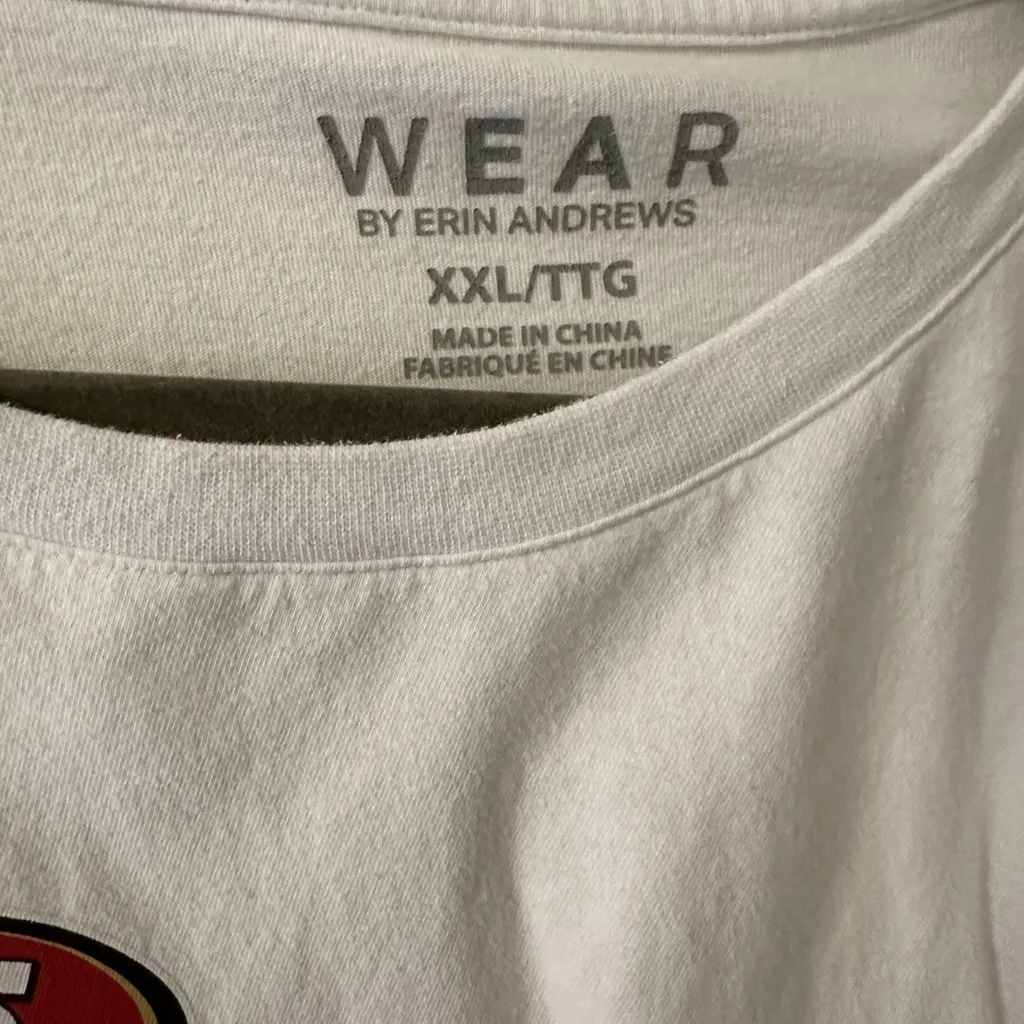 WEAR
BY ERIN ANDREWS
XXL/TTG
MADE IN CHINA
FABRIQUÉ EN CHINE